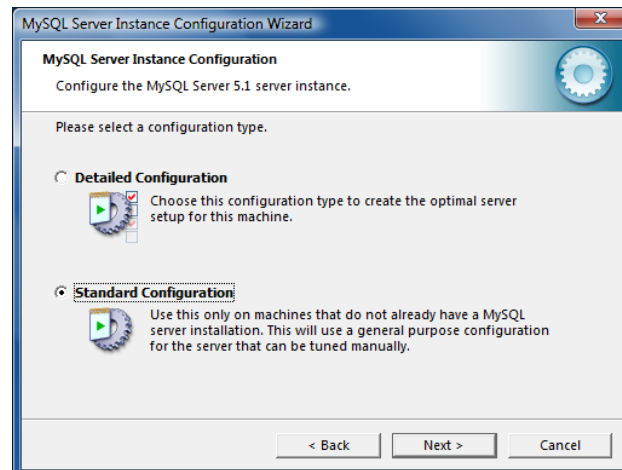 MySQL Server Instance Configuration Wizard
MySQL Server Instance Configuration
Configure the MySQL Server 5.1 server instance.
Please select a configuration type.
Detailed Configuration
Choose this configuration type to create the optimal server
setup for this machine.
Standard Configuration
Use this only on machines that do not already have a MySQL
server installation. This will use a general purpose configuration
for the server that can be tuned manually.
< Back
Next >
Cancel